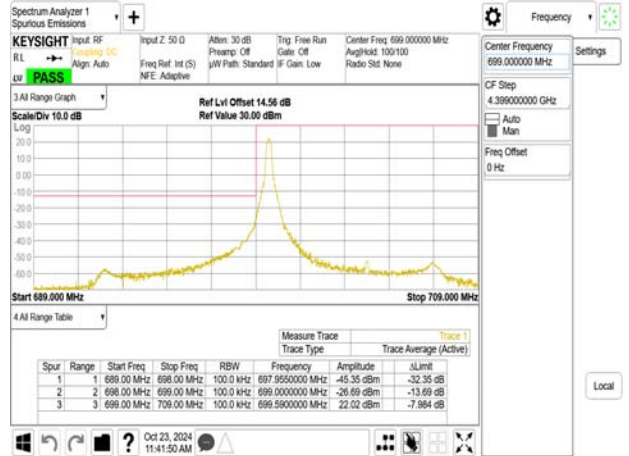 Spectrum Analyzer 1
Spurious Emissions
Frequency
KEYSIGHT
Input: RF
Coupling: DC
Align: Auto
Input Z: 50 Ω
Freq Ref: Int (S)
NFE: Adaptive
Atten: 30 dB
Preamp: Off
µW Path: Standard
Trig: Free Run
Gate: Off
IF Gain: Low
Center Freq: 699.000000 MHz
Avg|Hold: 100/100
Radio Std: None
RL
PASS
Center Frequency
699.000000 MHz
Settings
CF Step
4.399000000 GHz
Auto
Man
Freq Offset
0 Hz
3 All Range Graph
Scale/Div 10.0 dB
Ref Lvl Offset 14.56 dB
Ref Value 30.00 dBm
Log
20.0
10.0
0.00
-10.0
-20.0
-30.0
-40.0
-50.0
-60.0
Start 689.000 MHz
Stop 709.000 MHz
4 All Range Table
Measure Trace Trace 1
Trace Type Trace Average (Active)
Spur Range Start Freq Stop Freq RBW Frequency Amplitude ΔLimit
1 1 689.00 MHz 698.00 MHz 100.0 kHz 697.9550000 MHz -45.35 dBm -32.35 dB
2 2 698.00 MHz 699.00 MHz 100.0 kHz 699.0000000 MHz -26.69 dBm -13.69 dB
3 3 699.00 MHz 709.00 MHz 100.0 kHz 699.5900000 MHz 22.02 dBm -7.984 dB
Local
Oct 23, 2024
11:41:50 AM